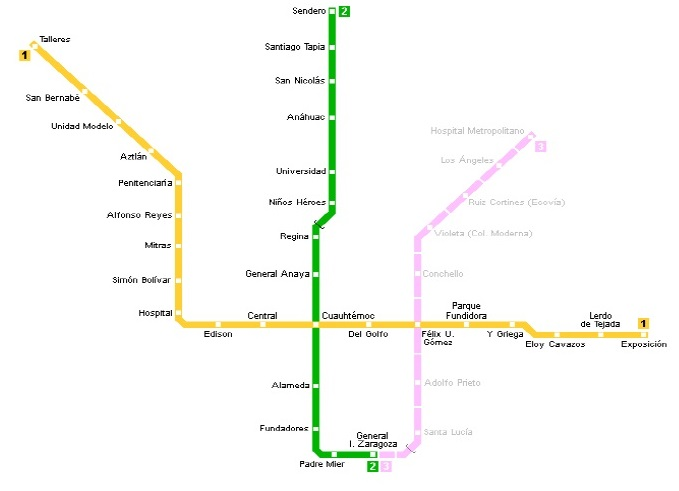 Sendero
2
Talleres
1
Santiago Tapia
San Nicolás
San Bernabé
Anáhuac
Unidad Modelo
Hospital Metropolitano
3
Aztlán
Los Ángeles
Universidad
Penitenciaría
Niños Héroes
Ruiz Cortines (Ecovía)
Alfonso Reyes
Regina
Violeta (Col. Moderna)
Mitras
General Anaya
Conchello
Simón Bolívar
Hospital
Central
Cuauhtémoc
Parque
Fundidora
Lerdo
de Tejada
1
Edison
Del Golfo
Félix U.
Gómez
Y Griega
Eloy Cavazos
Exposición
Alameda
Adolfo Prieto
Fundadores
General
I. Zaragoza
Santa Lucía
Padre Mier
2
3